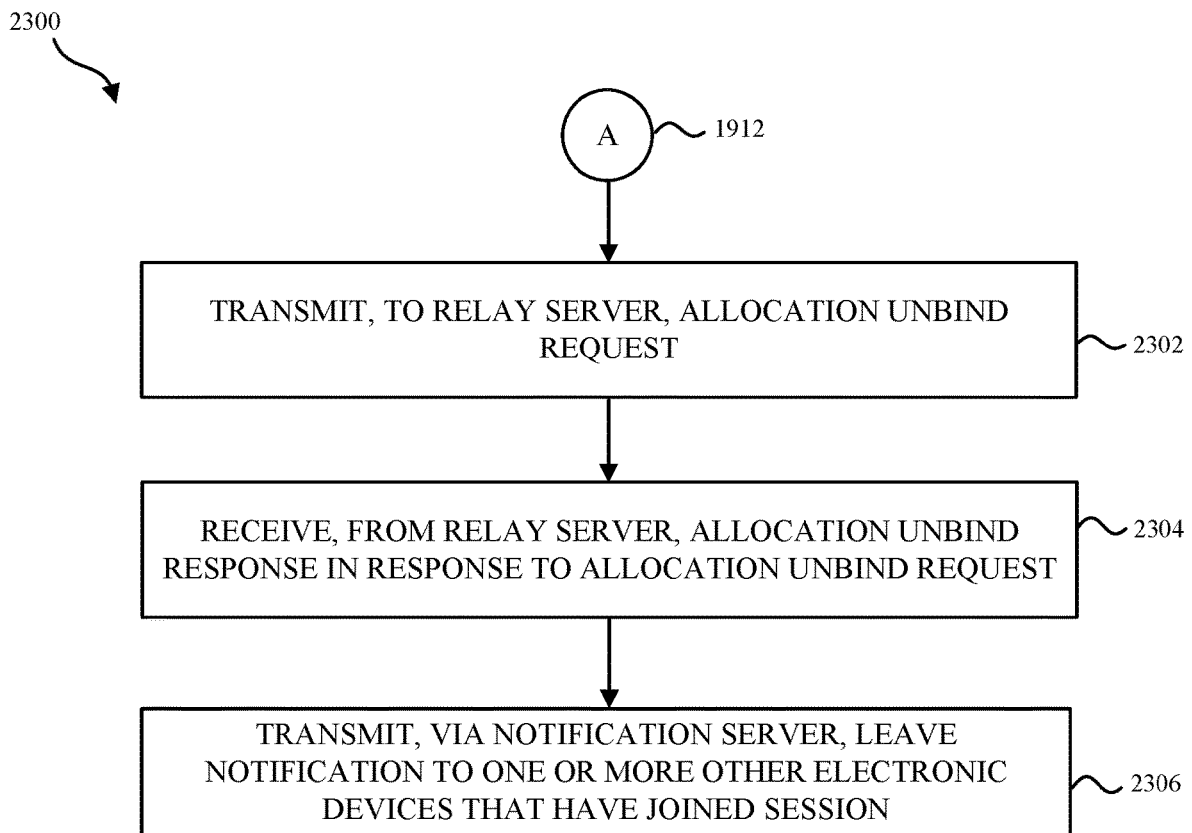 2300
A
1912
TRANSMIT, TO RELAY SERVER, ALLOCATION UNBIND
REQUEST
2302
RECEIVE, FROM RELAY SERVER, ALLOCATION UNBIND
RESPONSE IN RESPONSE TO ALLOCATION UNBIND REQUEST
2304
TRANSMIT, VIA NOTIFICATION SERVER, LEAVE
NOTIFICATION TO ONE OR MORE OTHER ELECTRONIC
DEVICES THAT HAVE JOINED SESSION
2306